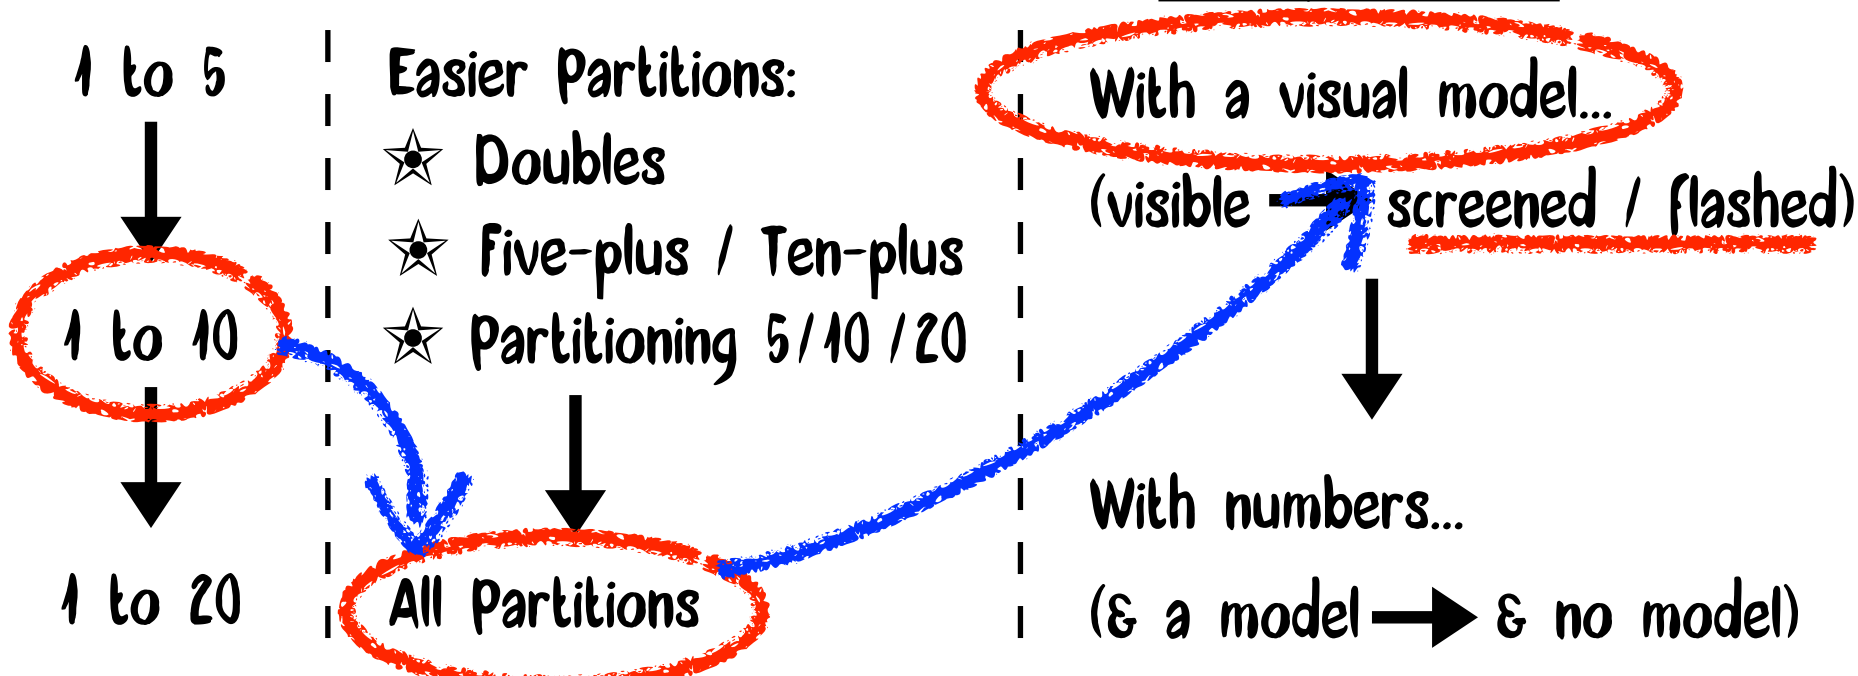 1 to 5
1 to 10
1 to 20
Easier Partitions:
Doubles
Five-plus / Ten-plus
Partitioning 5/10/20
All Partitions
With a visual model...
(visible → screened / flashed)
With numbers...
(& a model → & no model)